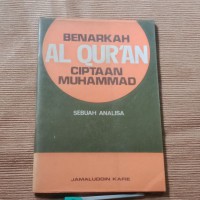 BENARKAH
AL QUR'AN
CIPTAAN
MUHAMMAD
SEBUAH ANALISA
JAMALUDDIN KAFIE